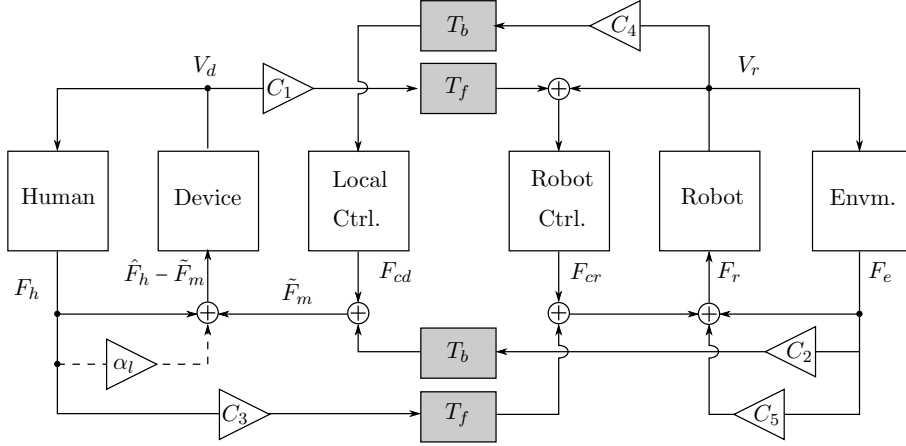 T_b
C_4
V_d
C_1
T_f
V_r
Human
Device
Local
Ctrl.
Robot
Ctrl.
Robot
Envm.
F_h
\hat{F}_h − \tilde{F}_m
\tilde{F}_m
F_{cd}
F_{cr}
F_r
F_e
α_l
T_b
C_2
C_3
T_f
C_5